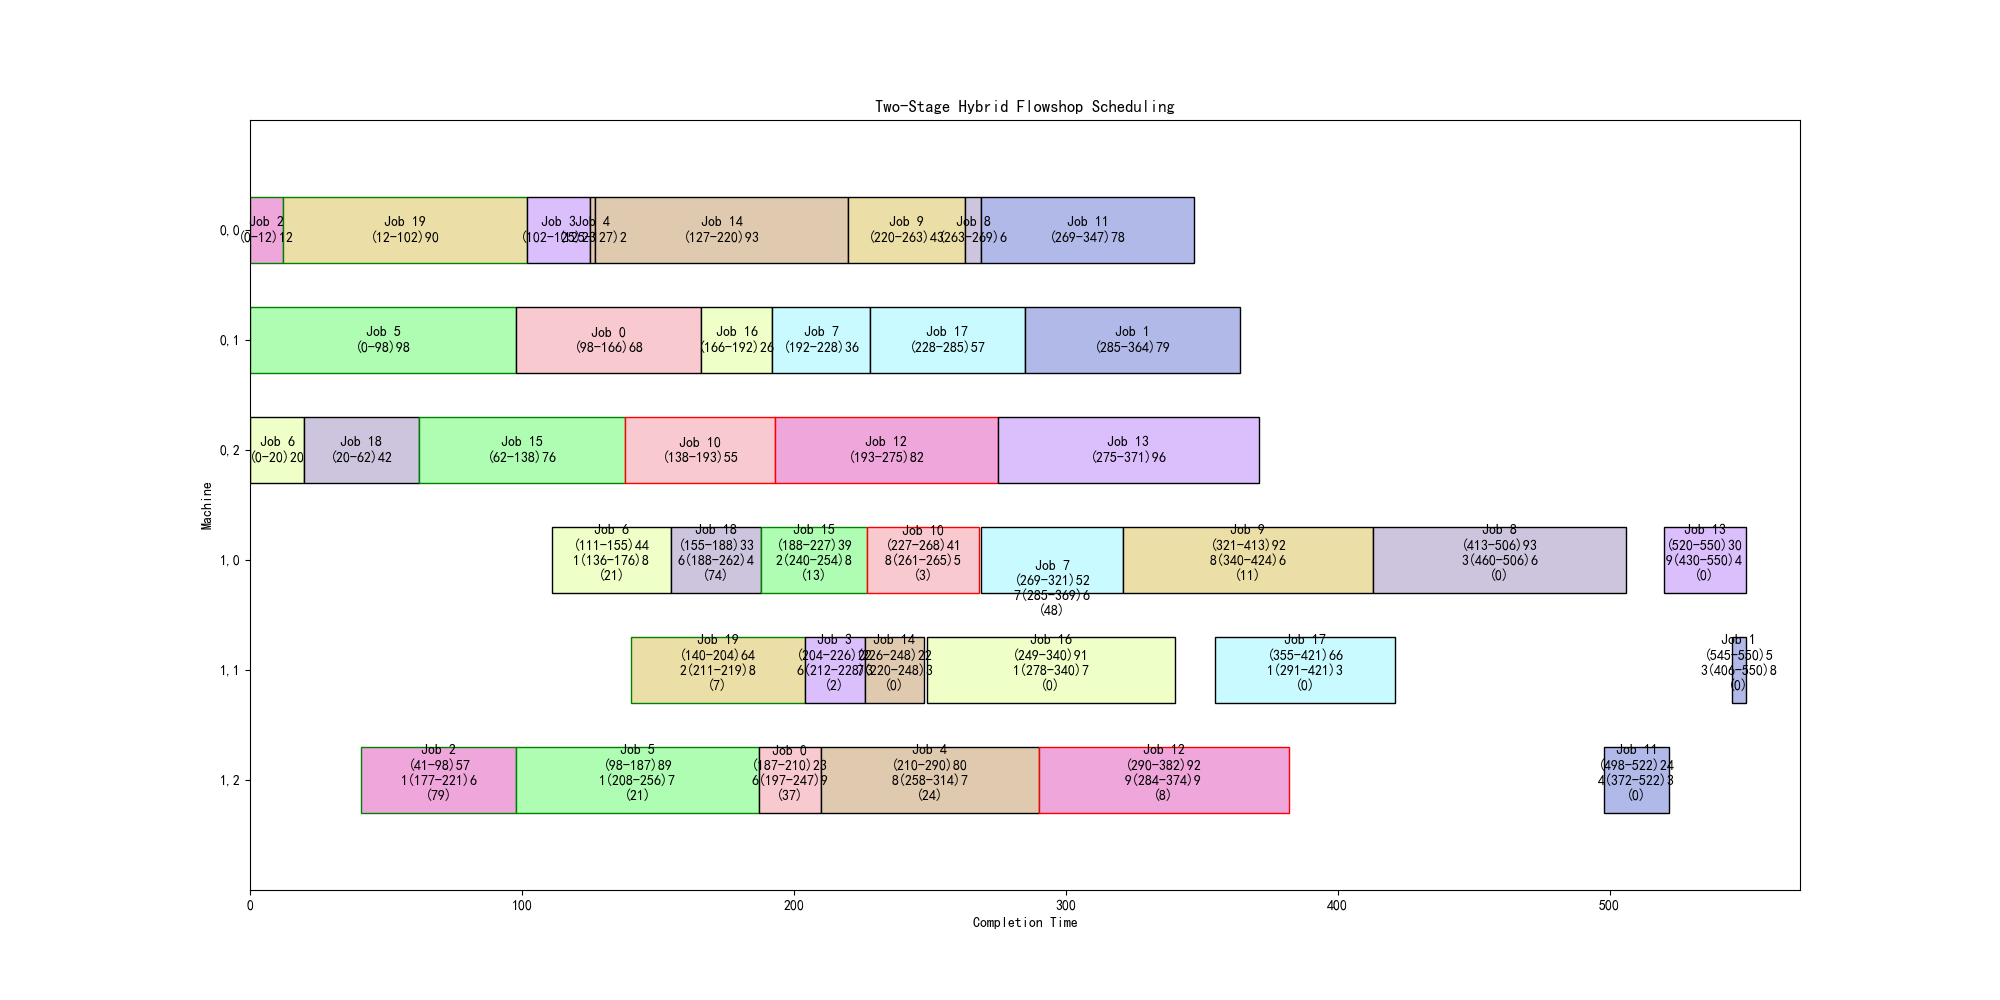 Two-Stage Hybrid Flowshop Scheduling
Machine
0,0
Job 2
(0-12)12
Job 19
(12-102)90
Job 3
Job 4
Job 14
(127-220)93
Job 9
(220-263)43
Job 8
(263-269)6
Job 11
(269-347)78
0,1
Job 5
(0-98)98
Job 0
(98-166)68
Job 16
(166-192)26
Job 7
(192-228)36
Job 17
(228-285)57
Job 1
(285-364)79
0,2
Job 6
(0-20)20
Job 18
(20-62)42
Job 15
(62-138)76
Job 10
(138-193)55
Job 12
(193-275)82
Job 13
(275-371)96
1,0
Job 6
(111-155)44
1(136-176)8
(21)
Job 18
(155-188)33
6(188-262)4
(74)
Job 15
(188-227)39
2(240-254)8
(13)
Job 10
(227-268)41
8(261-265)5
(3)
Job 7
(269-321)52
7(285-369)6
(48)
Job 9
(321-413)92
8(340-424)6
(11)
Job 8
(413-506)93
3(460-506)6
(0)
Job 13
(520-550)30
9(430-550)4
(0)
1,1
Job 19
(140-204)64
2(211-219)8
(7)
Job 3
(204-226)22
(2)
Job 14
(226-248)22
(0)
Job 16
(249-340)91
1(278-340)7
(0)
Job 17
(355-421)66
1(291-421)3
(0)
Job 1
(545-550)5
3(406-550)8
(0)
1,2
Job 2
(41-98)57
1(177-221)6
(79)
Job 5
(98-187)89
1(208-256)7
(21)
Job 0
(187-210)23
6(197-247)9
(37)
Job 4
(210-290)80
8(258-314)7
(24)
Job 12
(290-382)92
9(284-374)9
(8)
Job 11
(498-522)24
4(372-522)3
(0)
0
100
200
300
400
500
Completion Time